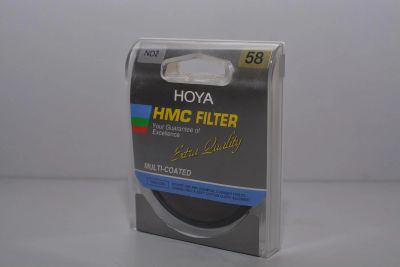 ND2
58
HOYA
HMC FILTER
Your Guarantee of
Excellence
Extra Quality
MULTI-COATED